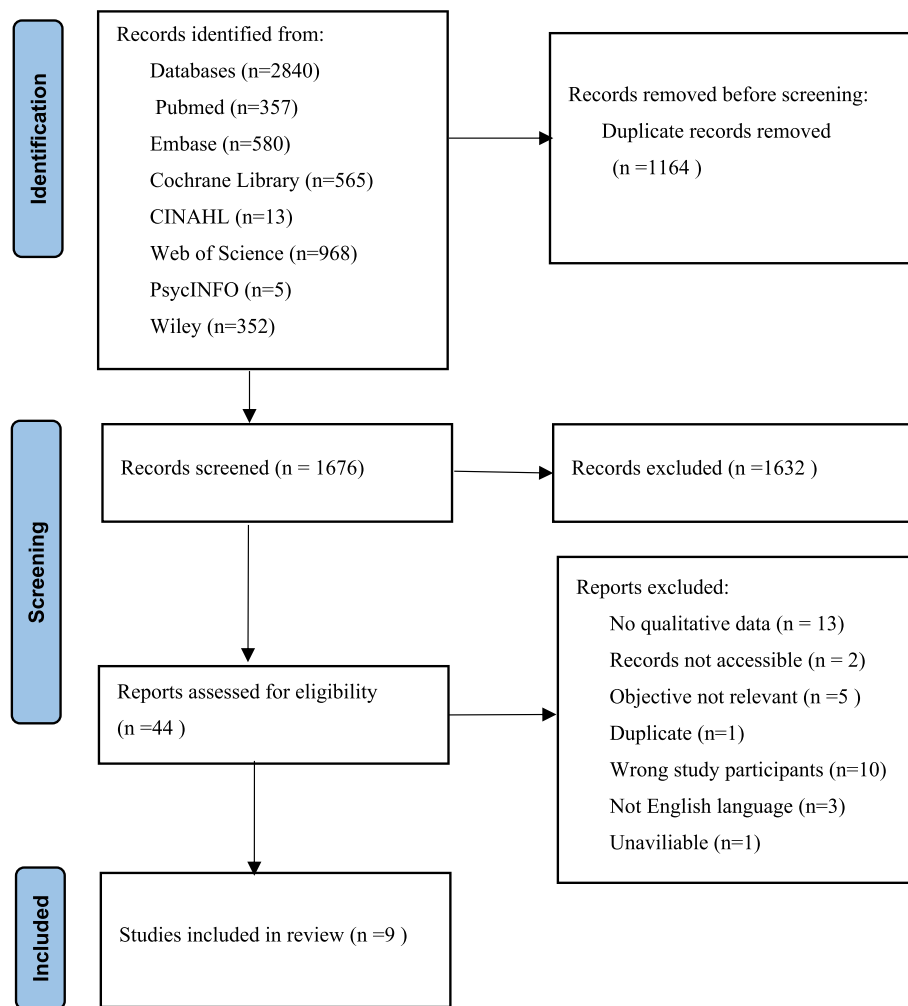 Identification
Records identified from:
Databases (n=2840)
Pubmed (n=357)
Embase (n=580)
Cochrane Library (n=565)
CINAHL (n=13)
Web of Science (n=968)
PsycINFO (n=5)
Wiley (n=352)
Records removed before screening:
Duplicate records removed
(n =1164 )
Screening
Records screened (n = 1676)
Records excluded (n =1632 )
Reports assessed for eligibility
(n =44 )
Reports excluded:
No qualitative data (n = 13)
Records not accessible (n = 2)
Objective not relevant (n =5 )
Duplicate (n=1)
Wrong study participants (n=10)
Not English language (n=3)
Unaviliable (n=1)
Included
Studies included in review (n =9 )